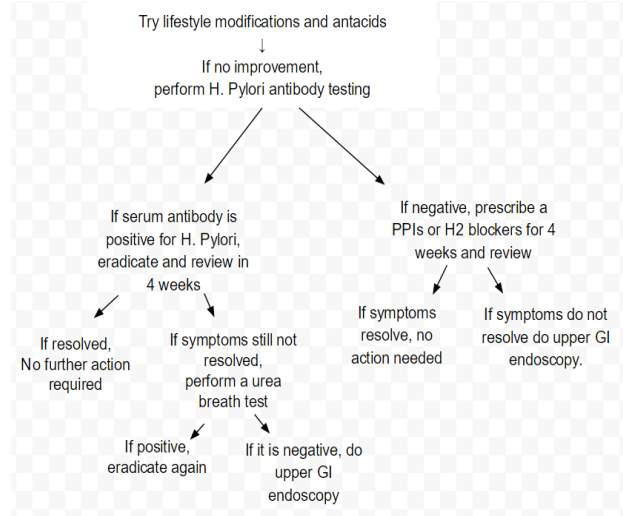 Try lifestyle modifications and antacids
↓
If no improvement,
perform H. Pylori antibody testing
If serum antibody is
positive for H. Pylori,
eradicate and review in
4 weeks
If negative, prescribe a
PPIs or H2 blockers for 4
weeks and review
If resolved,
No further action
required
If symptoms still not
resolved,
perform a urea
breath test
If symptoms
resolve, no
action needed
If symptoms do not
resolve do upper GI
endoscopy.
If positive,
eradicate again
If it is negative, do
upper GI
endoscopy